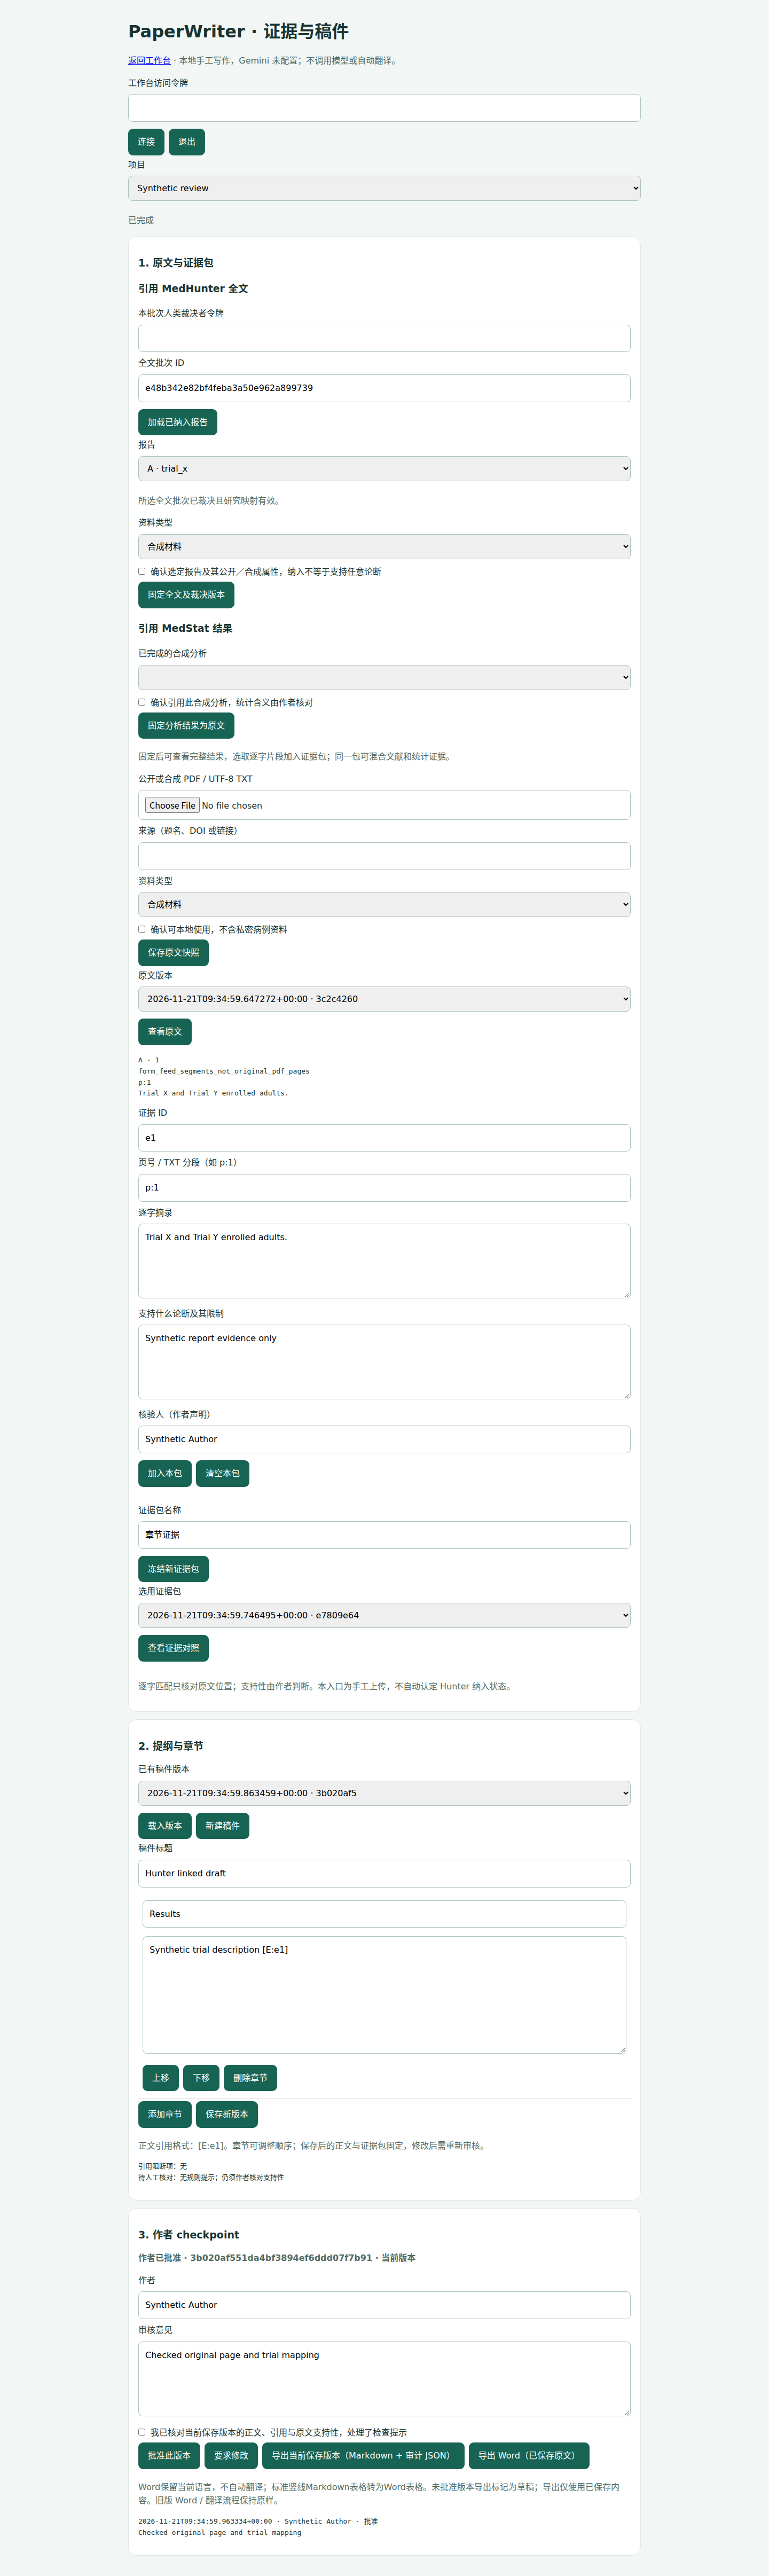 PaperWriter · 证据与稿件
返回工作台 · 本地手工写作，Gemini 未配置；不调用模型或自动翻译。
工作台访问令牌
连接 退出
项目
Synthetic review
已完成
1. 原文与证据包
引用 MedHunter 全文
本批次人类裁决者令牌
全文批次 ID
e48b342e82bf4feba3a50e962a899739
加载已纳入报告
报告
A · trial_x
所选全文批次已裁决且研究映射有效。
资料类型
合成材料
确认选定报告及其公开／合成属性，纳入不等于支持任意论断
固定全文及裁决版本
引用 MedStat 结果
已完成的合成分析
确认引用此合成分析，统计含义由作者核对
固定分析结果为原文
固定后可查看完整结果，选取逐字片段加入证据包；同一包可混合文献和统计证据。
公开或合成 PDF / UTF-8 TXT
Choose File No file chosen
来源（题名、DOI 或链接）
资料类型
合成材料
确认可本地使用，不含私密病例资料
保存原文快照
原文版本
2026-11-21T09:34:59.647272+00:00 · 3c2c4260
查看原文
A · 1
form_feed_segments_not_original_pdf_pages
p:1
Trial X and Trial Y enrolled adults.
证据 ID
e1
页号 / TXT 分段（如 p:1）
p:1
逐字摘录
Trial X and Trial Y enrolled adults.
支持什么论断及其限制
Synthetic report evidence only
核验人（作者声明）
Synthetic Author
加入本包 清空本包
证据包名称
章节证据
冻结新证据包
选用证据包
2026-11-21T09:34:59.746495+00:00 · e7809e64
查看证据对照
逐字匹配只核对原文位置；支持性由作者判断。本入口为手工上传，不自动认定 Hunter 纳入状态。
2. 提纲与章节
已有稿件版本
2026-11-21T09:34:59.863459+00:00 · 3b020af5
载入版本 新建稿件
稿件标题
Hunter linked draft
Results
Synthetic trial description [E:e1]
上移 下移 删除章节
添加章节 保存新版本
正文引用格式：[E:e1]。章节可调整顺序；保存后的正文与证据包固定，修改后需重新审核。
引用阻断项：无
待人工核对：无规则提示；仍须作者核对支持性
3. 作者 checkpoint
作者已批准 · 3b020af551da4bf3894ef6ddd07f7b91 · 当前版本
作者
Synthetic Author
审核意见
Checked original page and trial mapping
我已核对当前保存版本的正文、引用与原文支持性，处理了检查提示
批准此版本 要求修改 导出当前保存版本（Markdown + 审计 JSON） 导出 Word（已保存原文）
Word保留当前语言，不自动翻译；标准竖线Markdown表格转为Word表格。未批准版本导出标记为草稿；导出仅使用已保存内
容。旧版 Word / 翻译流程保持原样。
2026-11-21T09:34:59.963334+00:00 · Synthetic Author · 批准
Checked original page and trial mapping